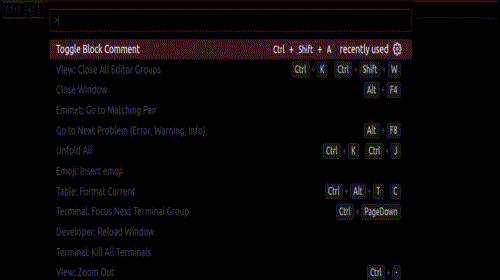 >
Toggle Block Comment Ctrl + Shift + A recently used
View: Close All Editor Groups Ctrl + K Ctrl + Shift + W
Close Window Alt + F4
Emmet: Go to Matching Pair
Go to Next Problem (Error, Warning, Info) Alt + F8
Unfold All Ctrl + K Ctrl + J
Emoji: Insert emoji
Table: Format Current Ctrl + Alt + T C
Terminal: Focus Next Terminal Group Ctrl + PageDown
Developer: Reload Window
Terminal: Kill All Terminals
View: Zoom Out Ctrl + -